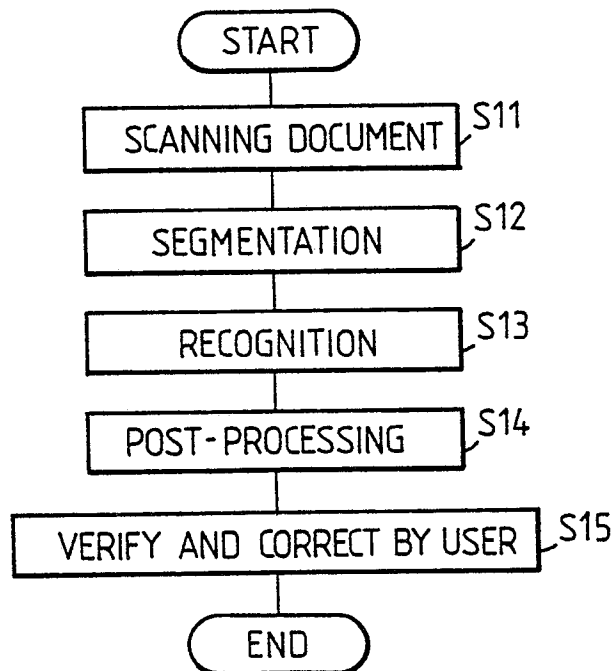 START
SCANNING DOCUMENT S11
SEGMENTATION S12
RECOGNITION S13
POST-PROCESSING S14
VERIFY AND CORRECT BY USER S15
END